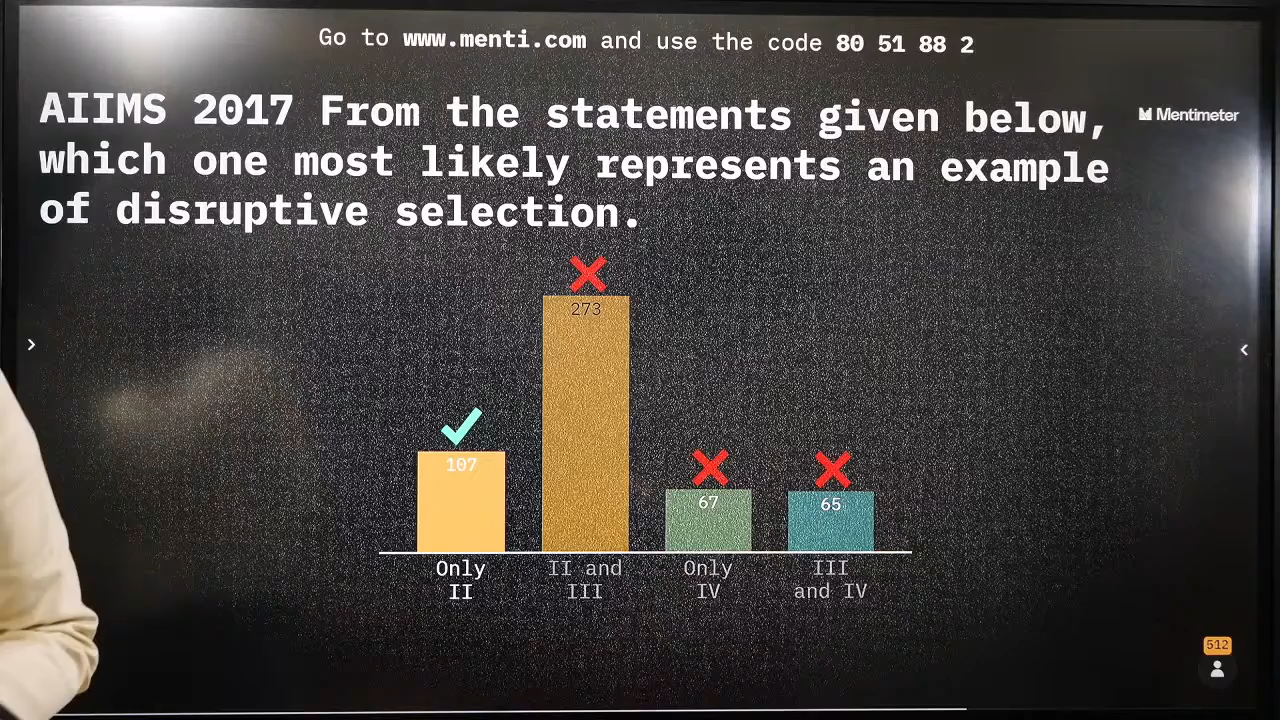 Go to www.menti.com and use the code 80 51 88 2
AIIMS 2017 From the statements given below,
which one most likely represents an example
of disruptive selection.
Mentimeter
273
107
67
65
Only
II
II and
III
Only
IV
III
and IV
512